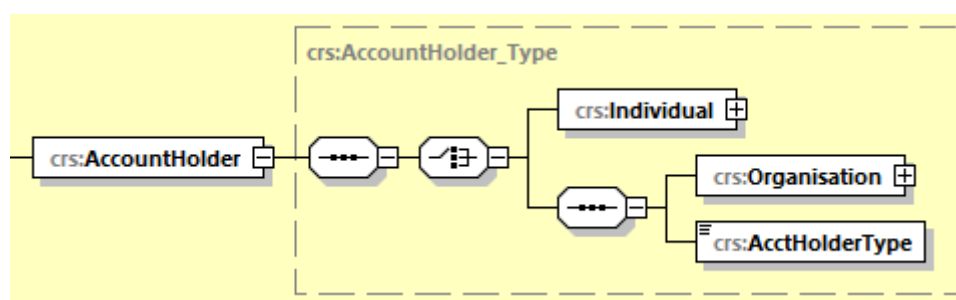 crs:AccountHolder_Type
crs:Individual
crs:AccountHolder
crs:Organisation
crs:AcctHolderType